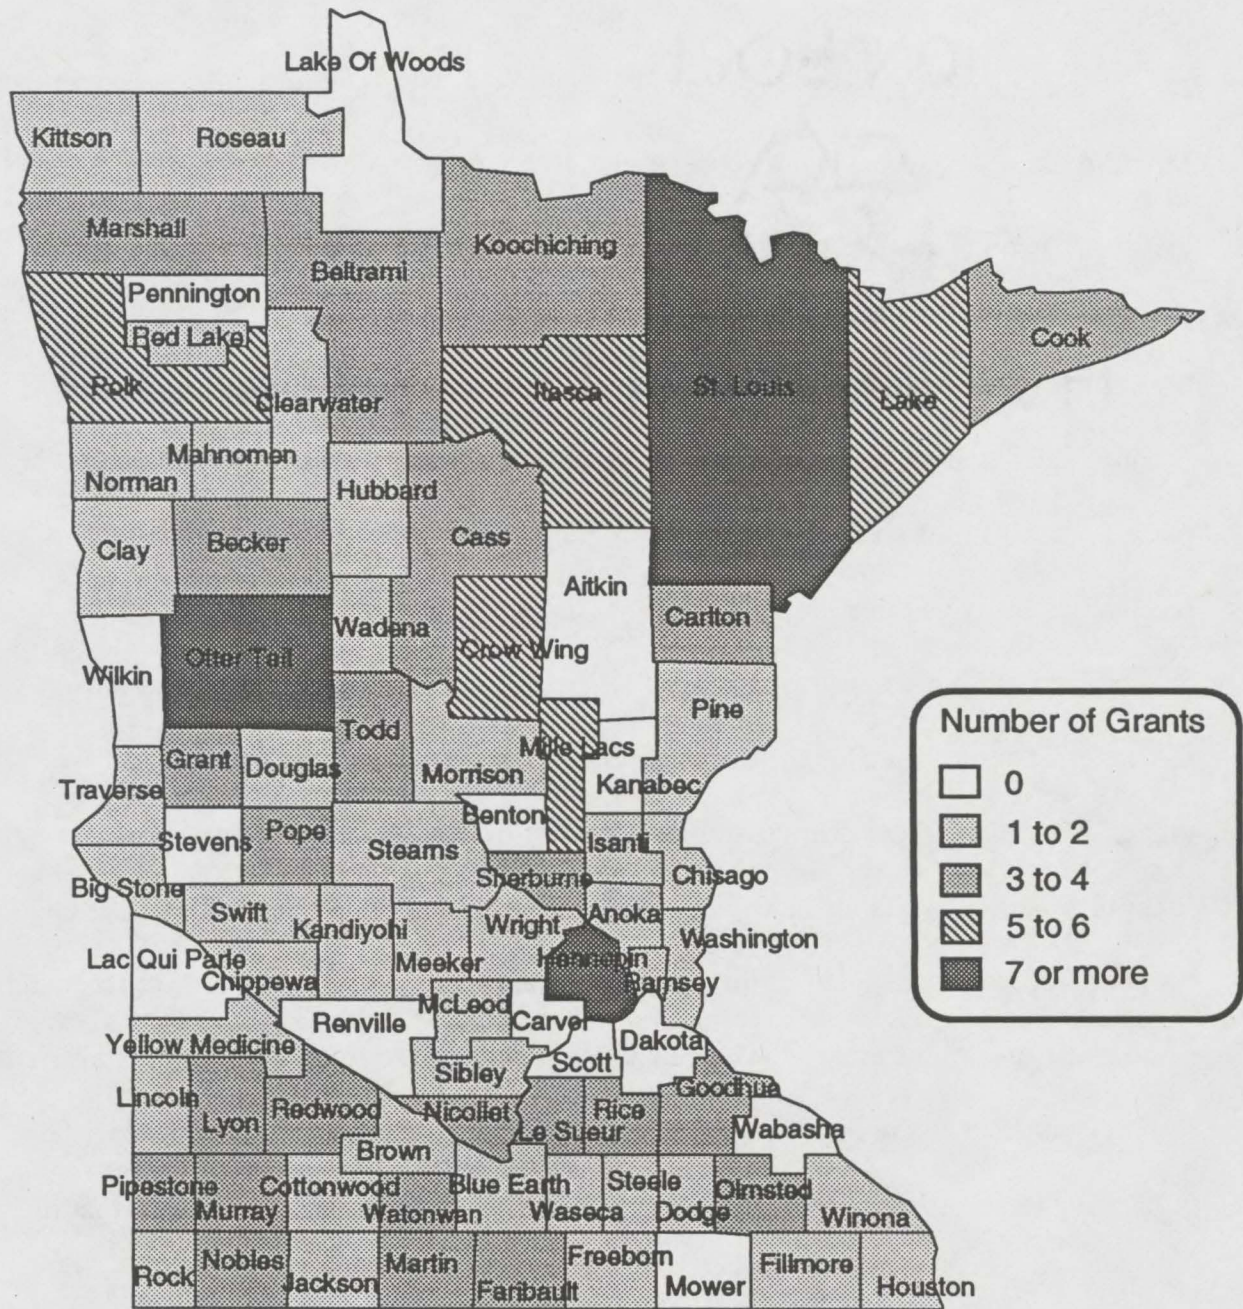 Lake Of Woods
Kittson
Roseau
Marshall
Koochiching
Beltrami
Pennington
Red Lake
Cook
Polk
Itasca
St. Louis
Lake
Clearwater
Mahnomen
Norman
Hubbard
Clay
Becker
Cass
Aitkin
Wadena
Carlton
Otter Tail
Crow Wing
Wilkin
Pine
Todd
Mille Lacs
Grant
Douglas
Morrison
Kanabec
Traverse
Benton
Stevens
Pope
Stearns
Isanti
Big Stone
Sherburne
Chisago
Swift
Kandiyohi
Wright
Anoka
Washington
Lac Qui Parle
Meeker
Hennepin
Chippewa
Ramsey
McLeod
Renville
Carver
Yellow Medicine
Scott
Dakota
Sibley
Lincoln
Lyon
Redwood
Nicollet
Le Sueur
Rice
Goodhue
Wabasha
Brown
Pipestone
Murray
Cottonwood
Watonwan
Blue Earth
Waseca
Steele
Dodge
Olmsted
Winona
Rock
Nobles
Jackson
Martin
Faribault
Freeborn
Mower
Fillmore
Houston
Number of Grants
0
1 to 2
3 to 4
5 to 6
7 or more